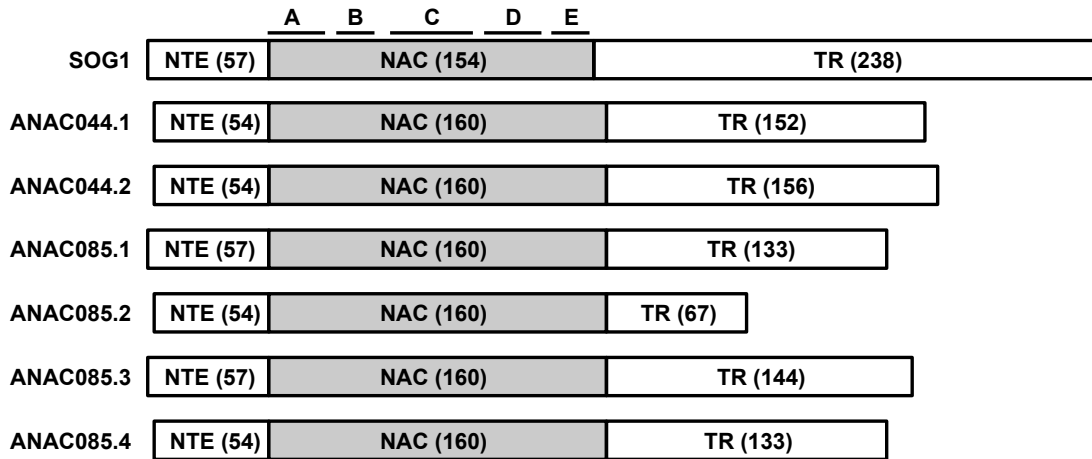 A B C D E
SOG1 NTE (57) NAC (154) TR (238)
ANAC044.1 NTE (54) NAC (160) TR (152)
ANAC044.2 NTE (54) NAC (160) TR (156)
ANAC085.1 NTE (57) NAC (160) TR (133)
ANAC085.2 NTE (54) NAC (160) TR (67)
ANAC085.3 NTE (57) NAC (160) TR (144)
ANAC085.4 NTE (54) NAC (160) TR (133)